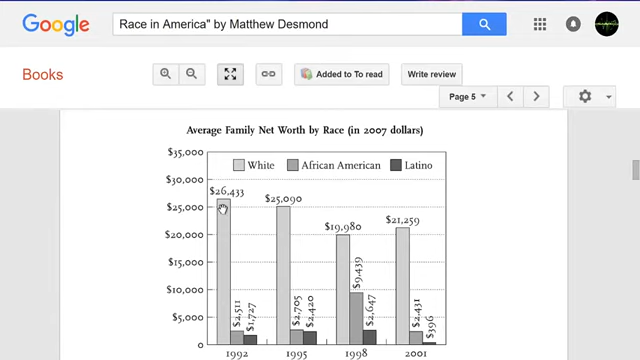 Google
Race in America" by Matthew Desmond
Books
Added to To read
Write review
Page 5
Average Family Net Worth by Race (in 2007 dollars)
White
African American
Latino
$35,000
$30,000
$25,000
$20,000
$15,000
$10,000
$5,000
0
$26,433
$2,511
$1,727
$25,090
$2,705
$2,420
$19,980
$9,439
$2,647
$21,259
$2,431
$396
1992
1995
1998
2001